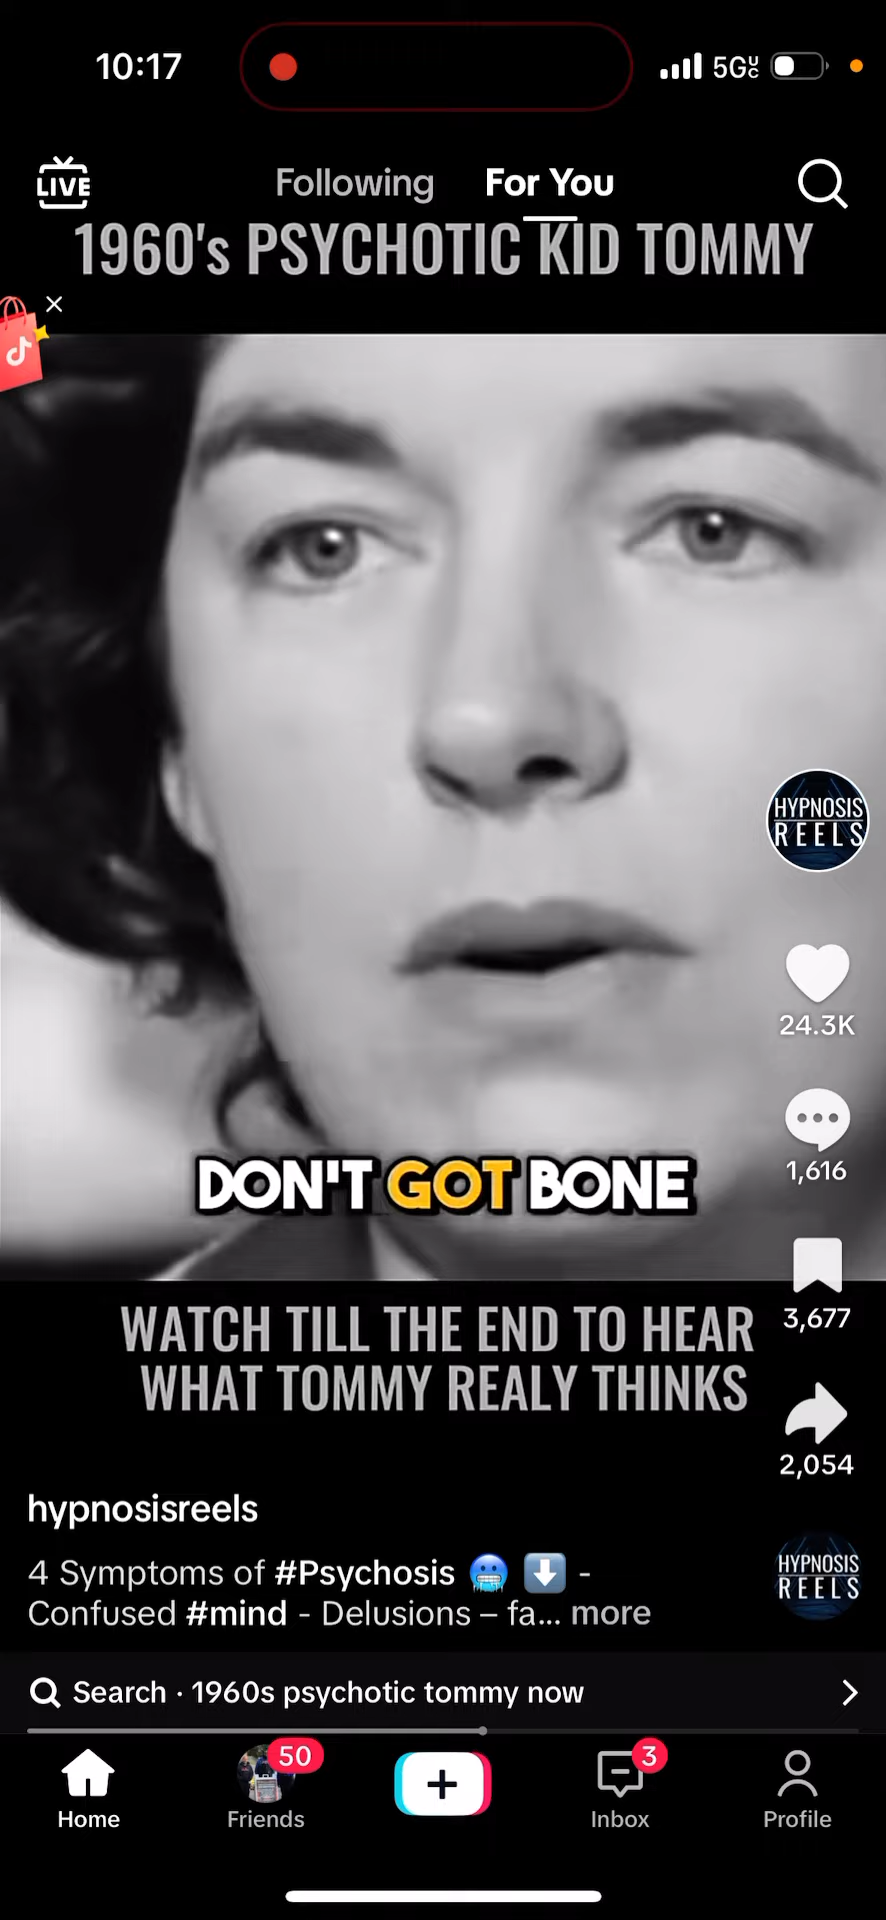 10:17
5GUC
LIVE
Following
For You
1960's PSYCHOTIC KID TOMMY
HYPNOSIS
REELS
24.3K
1,616
DON'T GOT BONE
3,677
WATCH TILL THE END TO HEAR
WHAT TOMMY REALY THINKS
2,054
hypnosisreels
4 Symptoms of #Psychosis 🥶 ⬇️ -
Confused #mind - Delusions – fa... more
HYPNOSIS
REELS
Search · 1960s psychotic tommy now
50
3
Home
Friends
Inbox
Profile